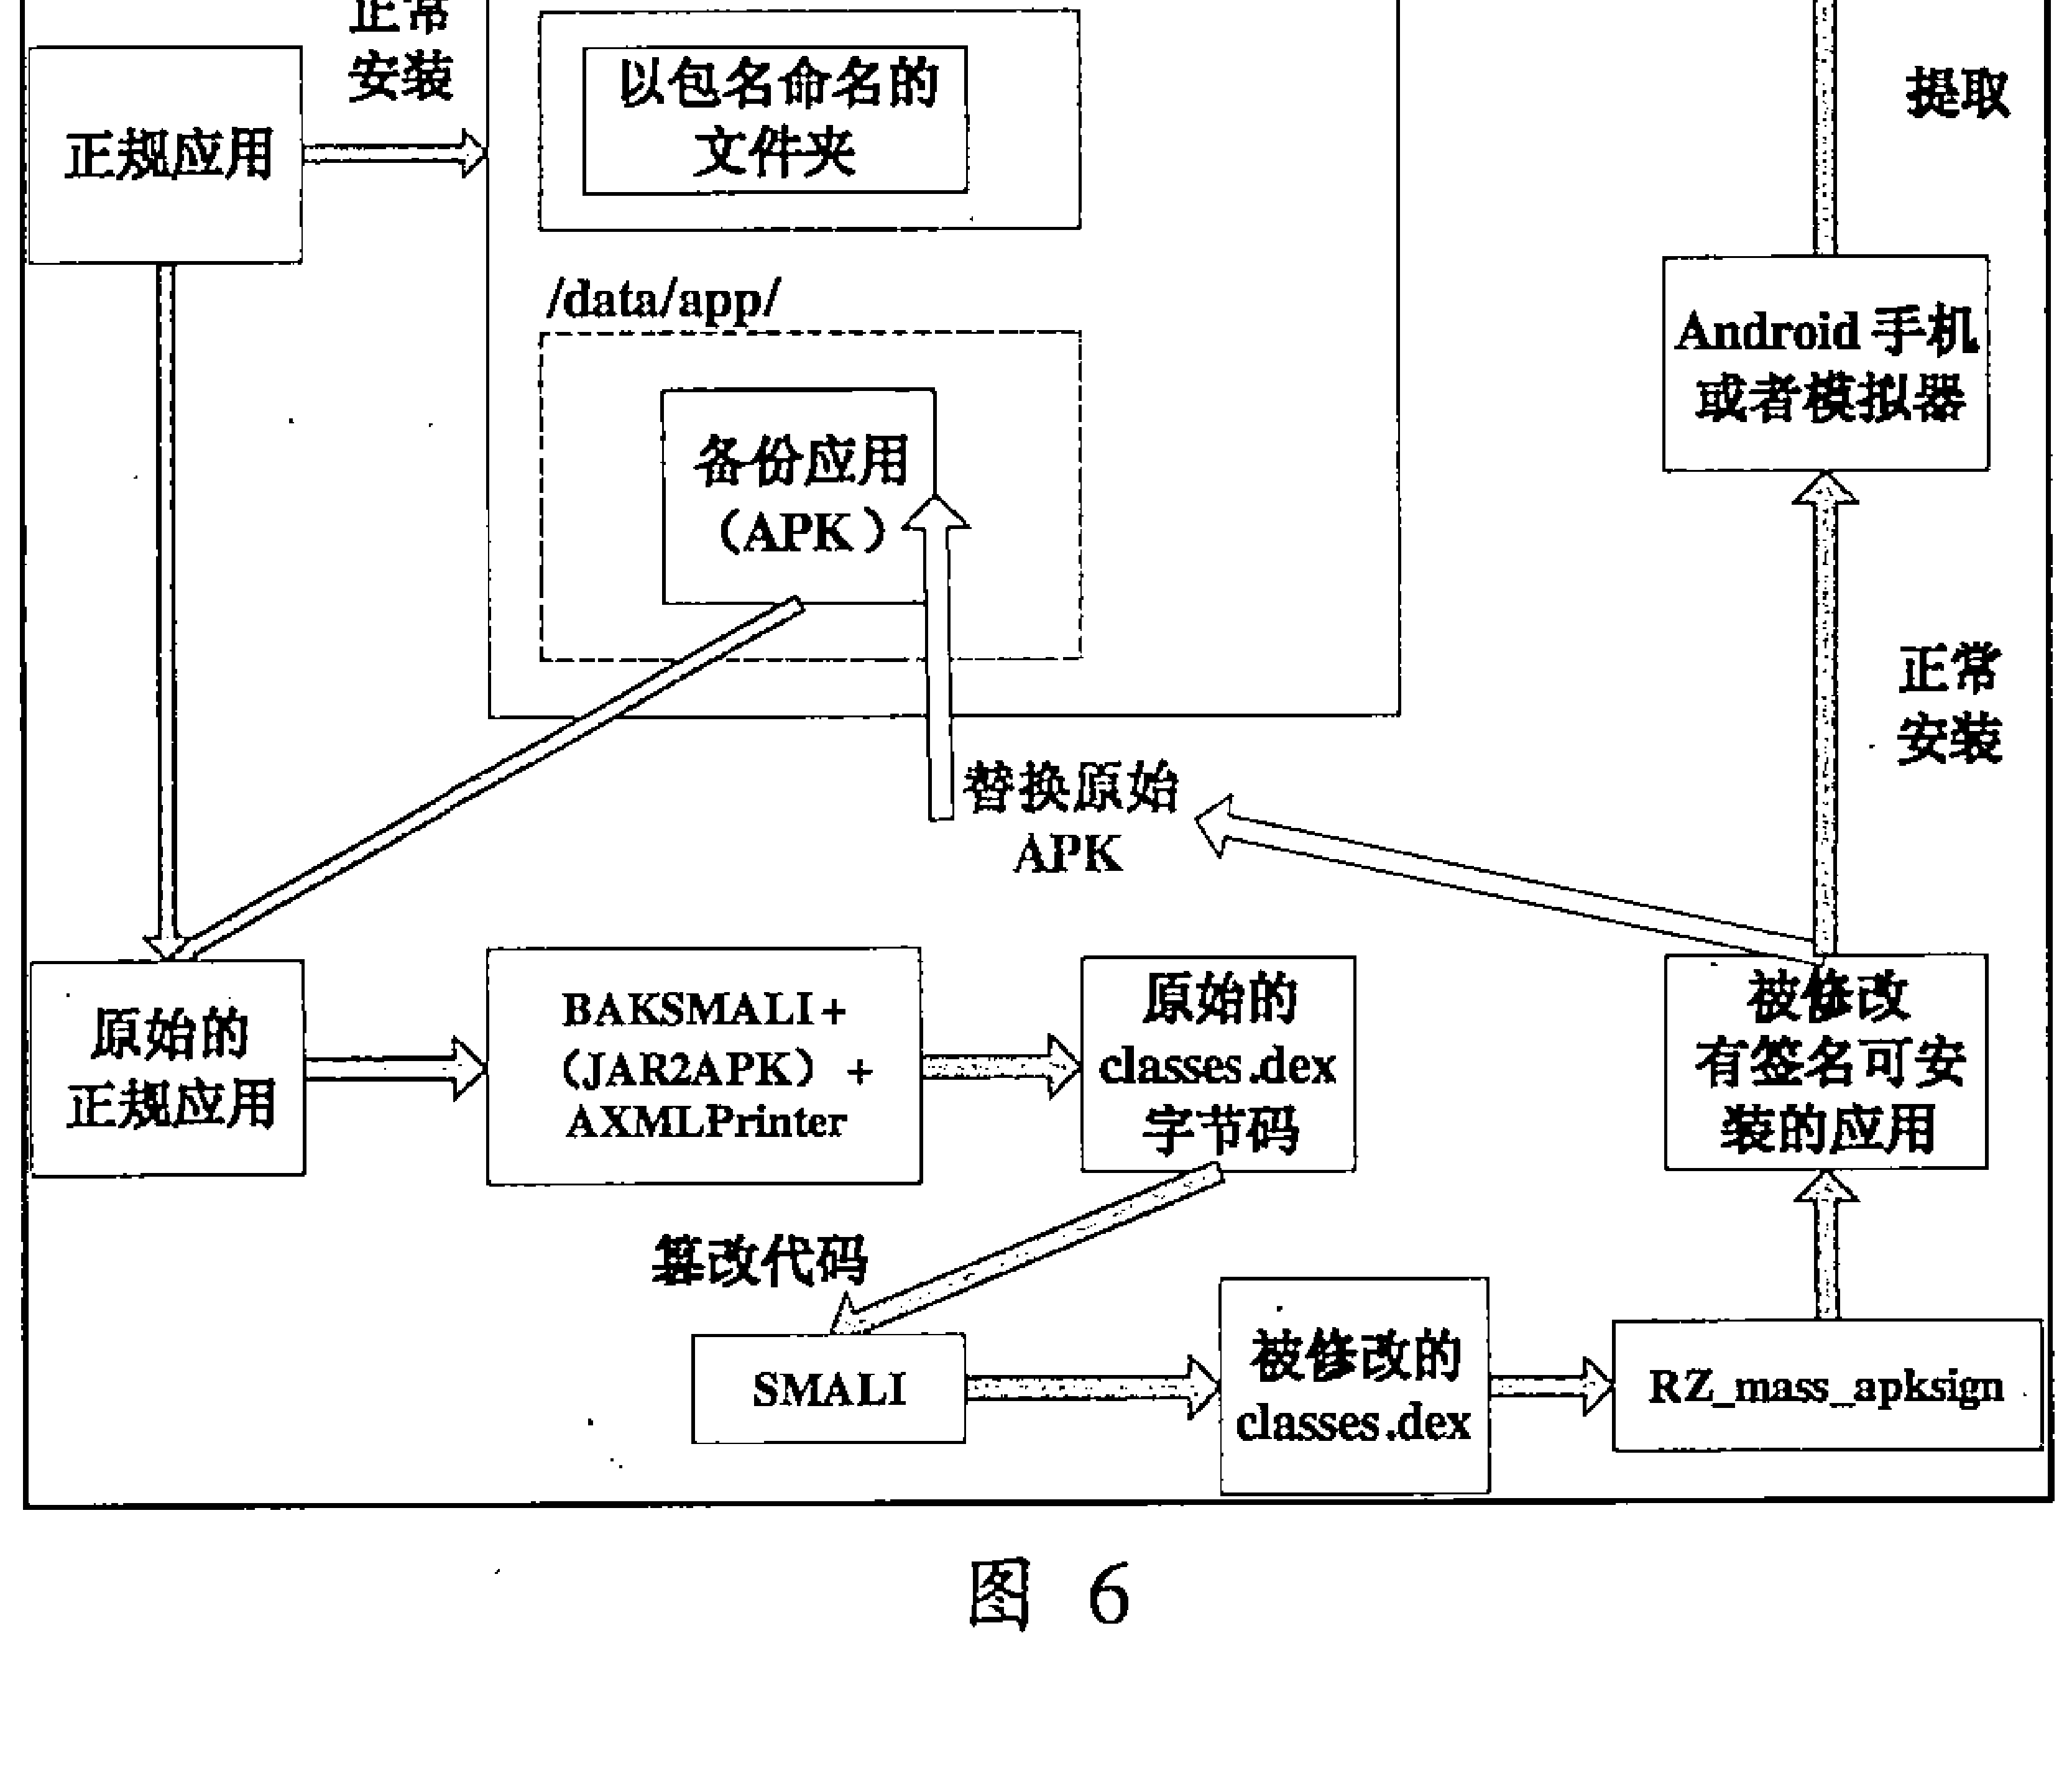 正常
安装
正规应用
以包名命名的
文件夹
提取
/data/app/
Android 手机
或者模拟器
备份应用
（APK）
正常
安装
替换原始
APK
原始的
正规应用
BAKSMALI+
（JAR2APK）+
AXMLPrinter
原始的
classes.dex
字节码
被修改
有签名可安
装的应用
篡改代码
SMALI
被修改的
classes.dex
RZ_mass_apksign
图 6